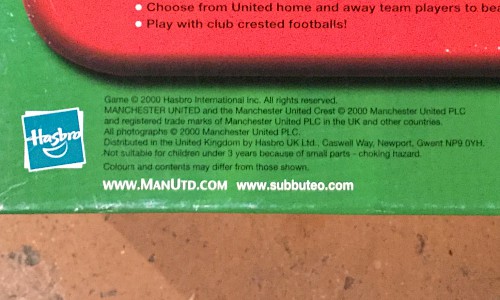 • Choose from United home and away team players to
• Play with club crested footballs!
Game © 2000 Hasbro International Inc. All rights reserved.
MANCHESTER UNITED and the Manchester United Crest © 2000 Manchester United PLC
and registered trade marks of Manchester United PLC in the UK and other countries.
All photographs © 2000 Manchester United PLC.
Distributed in the United Kingdom by Hasbro UK Ltd., Caswell Way, Newport, Gwent NP9 0YH.
Not suitable for children under 3 years because of small parts - choking hazard.
Colours and contents may differ from those shown.
Hasbro
WWW.MANUTD.COM www.subbuteo.com